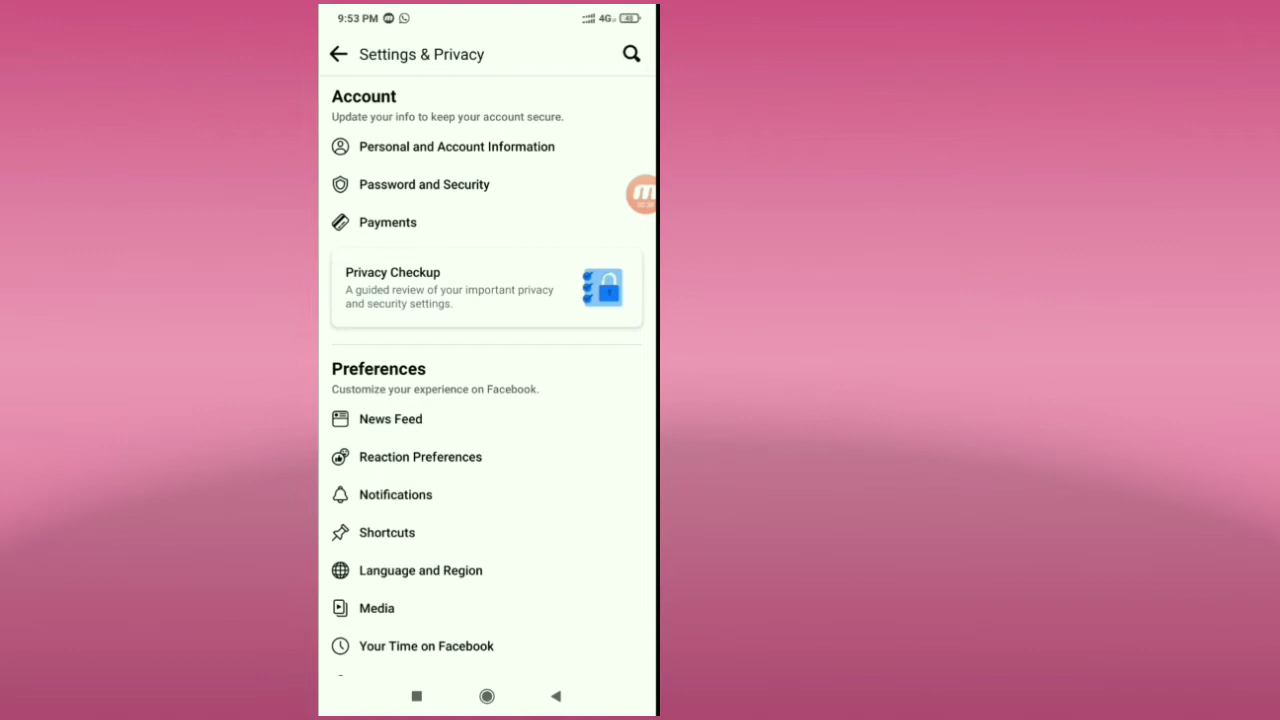 9:53 PM 4G 48
Settings & Privacy
Account
Update your info to keep your account secure.
Personal and Account Information
Password and Security
Payments
Privacy Checkup
A guided review of your important privacy
and security settings.
Preferences
Customize your experience on Facebook.
News Feed
Reaction Preferences
Notifications
Shortcuts
Language and Region
Media
Your Time on Facebook